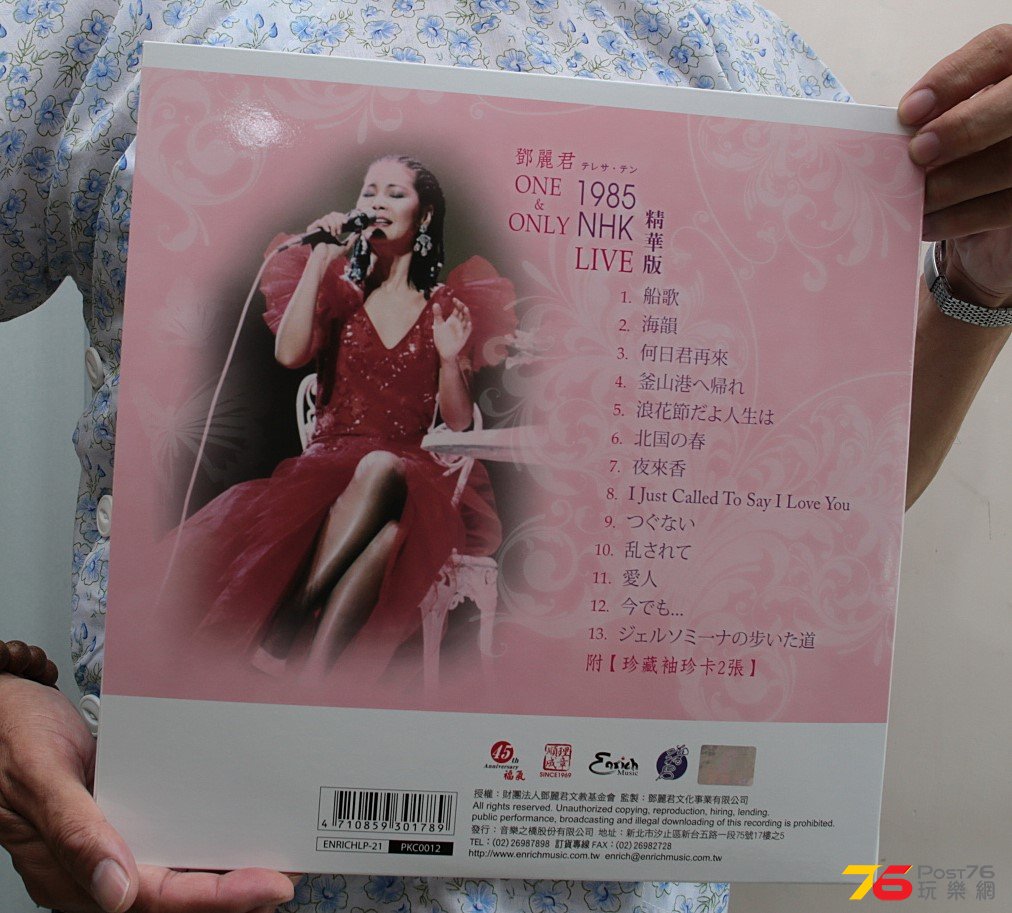 鄧麗君 テレサ・テン
ONE & ONLY
1985 NHK LIVE
精華版
1. 船歌
2. 海韻
3. 何日君再來
4. 釜山港へ帰れ
5. 浪花節だよ人生は
6. 北国の春
7. 夜來香
8. I Just Called To Say I Love You
9. つぐない
10. 乱されて
11. 愛人
12. 今でも...
13. ジェルソミーナの歩いた道
附【珍藏袖珍卡2張】
45th Anniversary 福氣
順理成章 SINCE1969
Enrich Music
授權：財團法人鄧麗君文教基金會 監製：鄧麗君文化事業有限公司
All rights reserved. Unauthorized copying, reproduction, hiring, lending.
public performance, broadcasting and illegal downloading of this recording is prohibited.
發行：音樂之橋股份有限公司 地址：新北市汐止區新台五路一段75號17樓之5
TEL：(02) 26987898 訂貨專線 FAX：(02) 26982728
http://www.enrichmusic.com.tw enrich@enrichmusic.com.tw
4 710859 301789
ENRICHLP-21 PKC0012
76 Post76
玩樂網